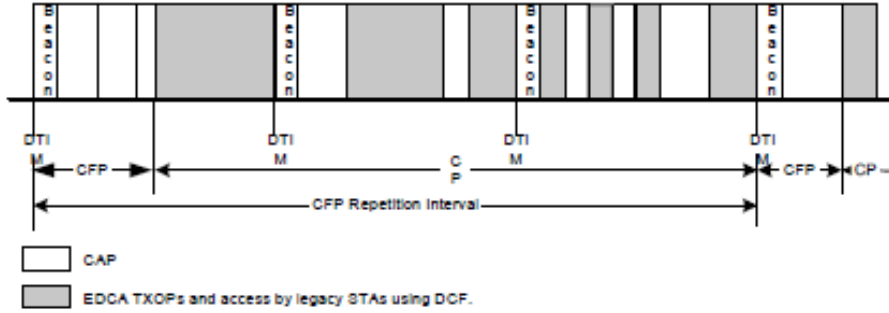 Beacon
Beacon
Beacon
Beacon
DTIM
DTIM
DTIM
DTIM
CFP
CP
CFP
CP
CFP Repetition Interval
CAP
EDCA TXOPs and access by legacy STAs using DCF.